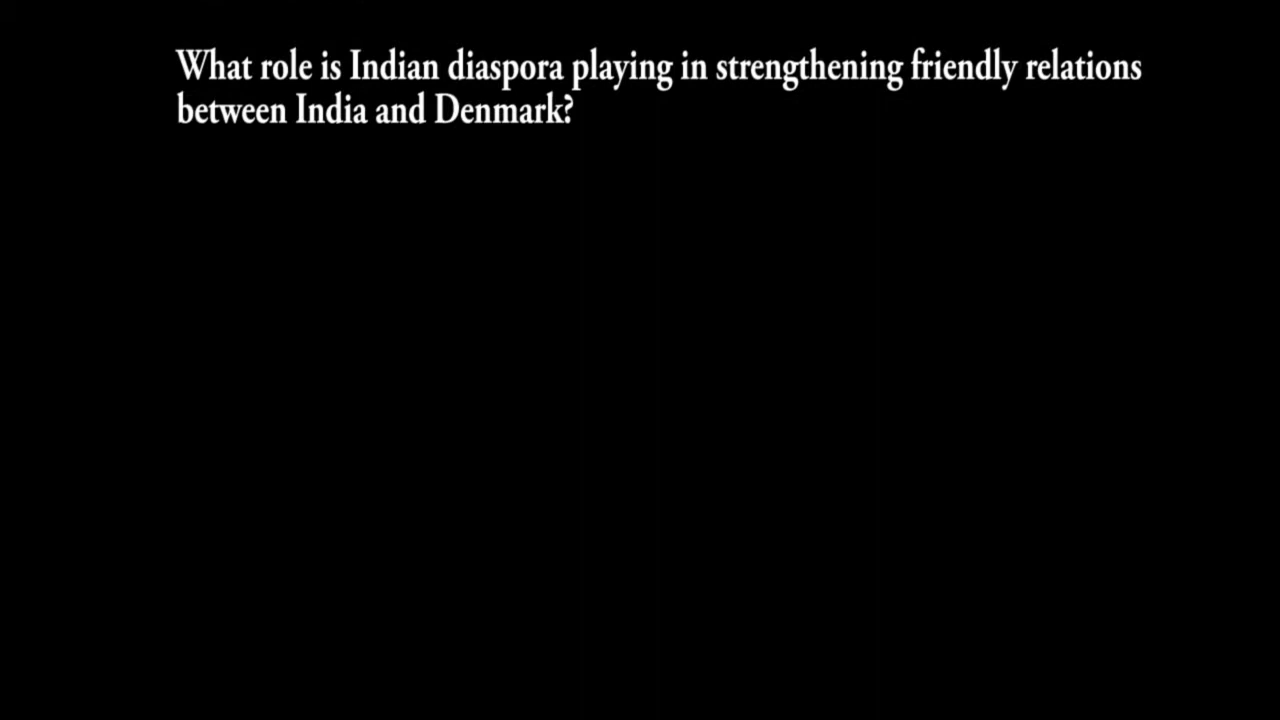 What role is Indian diaspora playing in strengthening friendly relations
between India and Denmark?